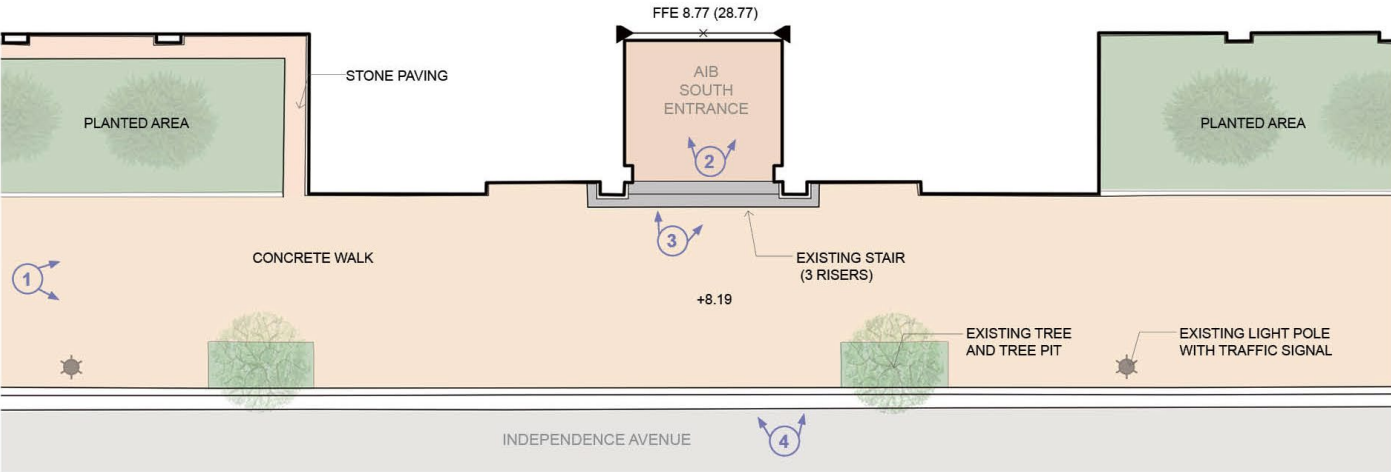 FFE 8.77 (28.77)
STONE PAVING
AIB
SOUTH
ENTRANCE
PLANTED AREA
PLANTED AREA
2
3
1
CONCRETE WALK
EXISTING STAIR
(3 RISERS)
+8.19
EXISTING TREE
AND TREE PIT
EXISTING LIGHT POLE
WITH TRAFFIC SIGNAL
INDEPENDENCE AVENUE
4